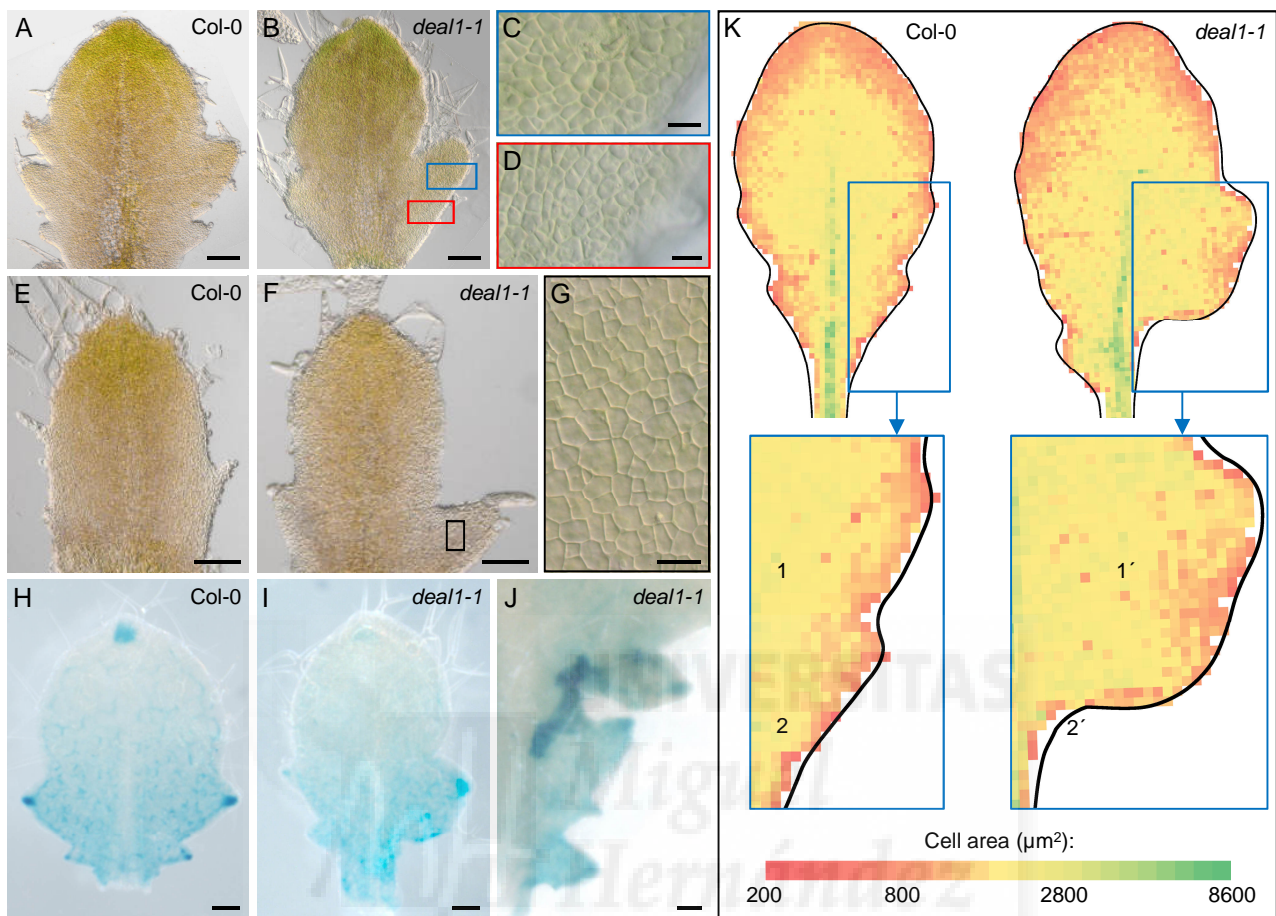 A
Col-0
B
deal1-1
C
D
E
Col-0
F
deal1-1
G
H
Col-0
I
deal1-1
J
deal1-1
K
Col-0
deal1-1
1
2
1´
2´
UNIVERSITAS
Miguel
Hernández
Cell area (µm²):
200
800
2800
8600